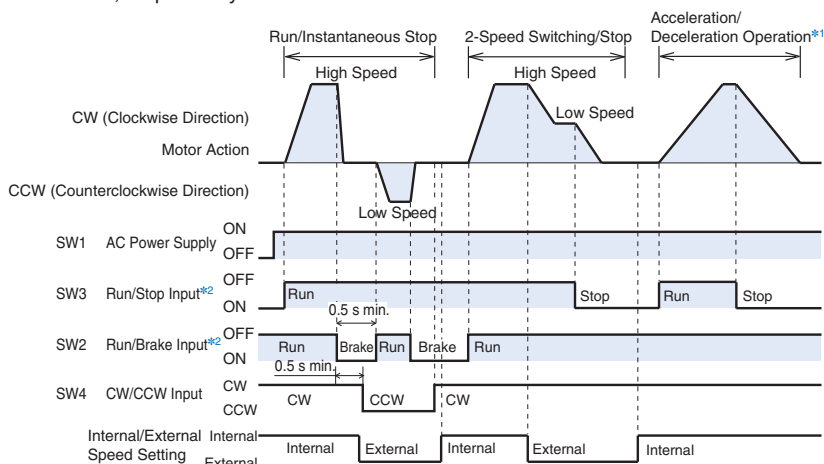 Acceleration/
Run/Instantaneous Stop 2-Speed Switching/Stop Deceleration Operation*1
High Speed High Speed
CW (Clockwise Direction) Low Speed
Motor Action
CCW (Counterclockwise Direction)
Low Speed
SW1 AC Power Supply ON
OFF
SW3 Run/Stop Input*2 OFF
ON
Run Stop Run Stop
0.5 s min.
SW2 Run/Brake Input*2 OFF
ON
Run Brake Run Brake Run
0.5 s min.
SW4 CW/CCW Input CW
CCW
CW CCW CW
Internal/External Internal
Speed Setting External
Internal External Internal External Internal